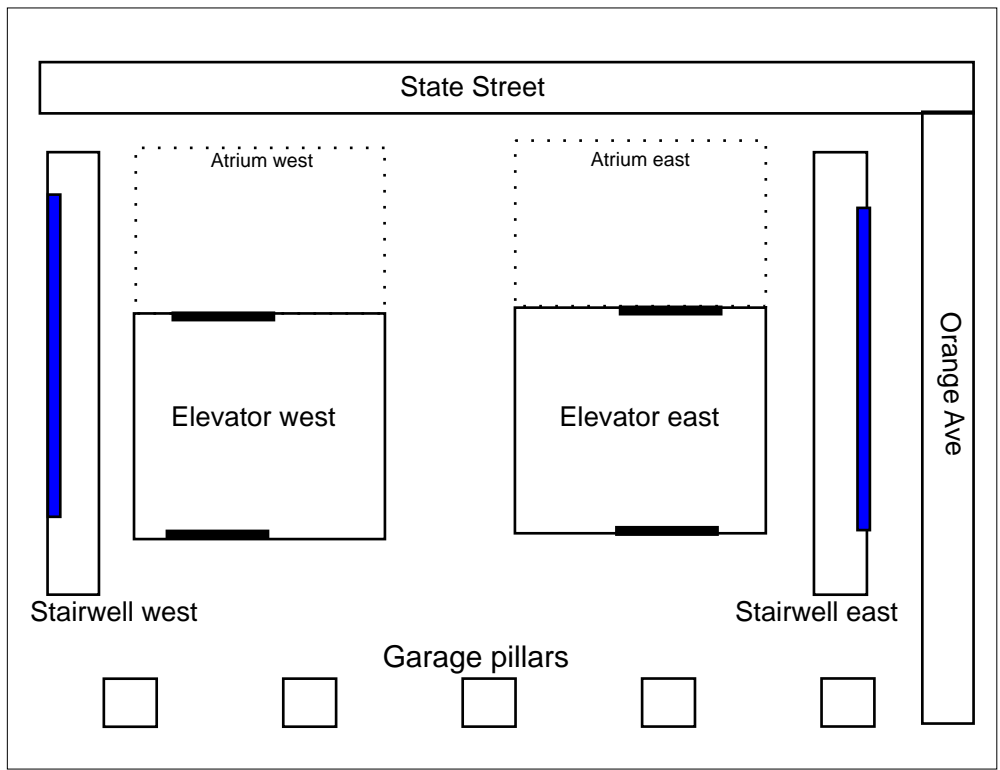 State Street
Atrium west
Atrium east
Elevator west
Elevator east
Orange Ave
Stairwell west
Stairwell east
Garage pillars